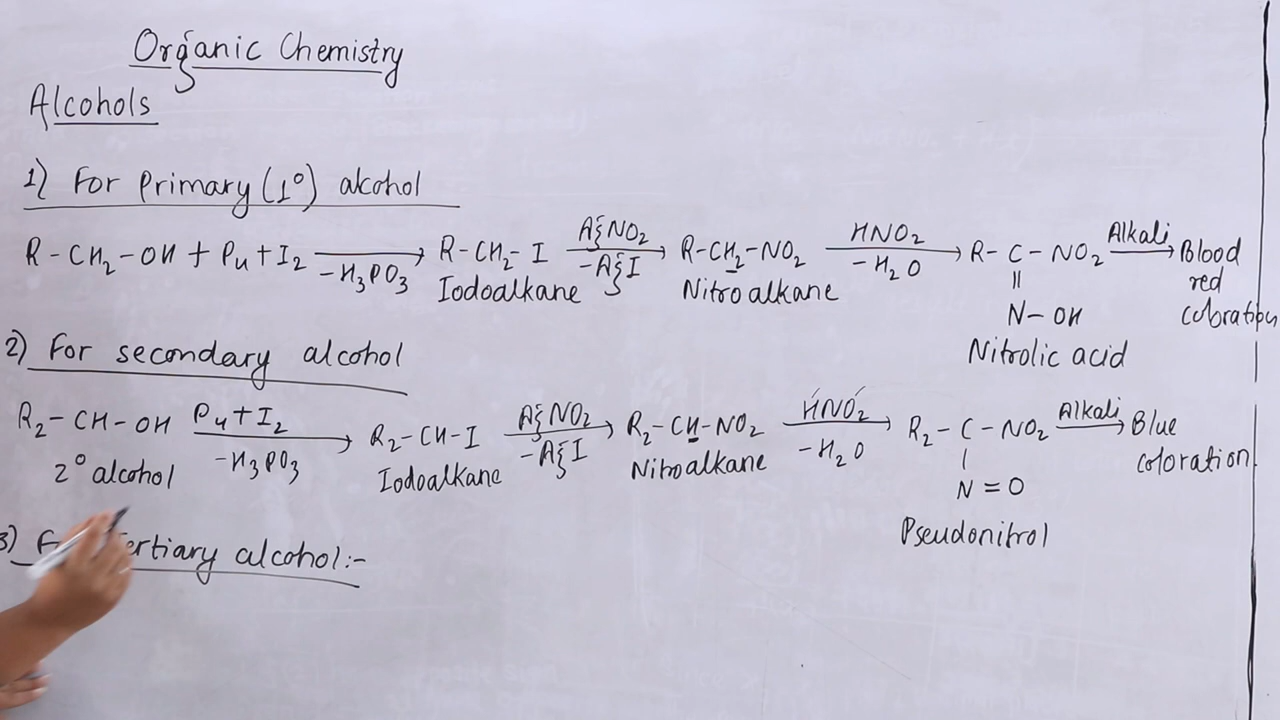 Organic Chemistry
Alcohols
1) For Primary (1°) alcohol
R-CH₂-OH + P₄ + I₂ → -H₃PO₃ R-CH₂-I AgNO₂ → -AgI R-CH₂-NO₂ HNO₂ → -H₂O R-C-NO₂ Alkali → Blood
Iodoalkane Nitroalkane || red
N-OH coloration
Nitrolic acid
2) For secondary alcohol
R₂-CH-OH P₄+I₂ → -H₃PO₃ R₂-CH-I AgNO₂ → -AgI R₂-CH-NO₂ HNO₂ → -H₂O R₂-C-NO₂ Alkali → Blue
2° alcohol Iodoalkane Nitroalkane | coloration
N=O
Pseudonitrol
3) Tertiary alcohol:-